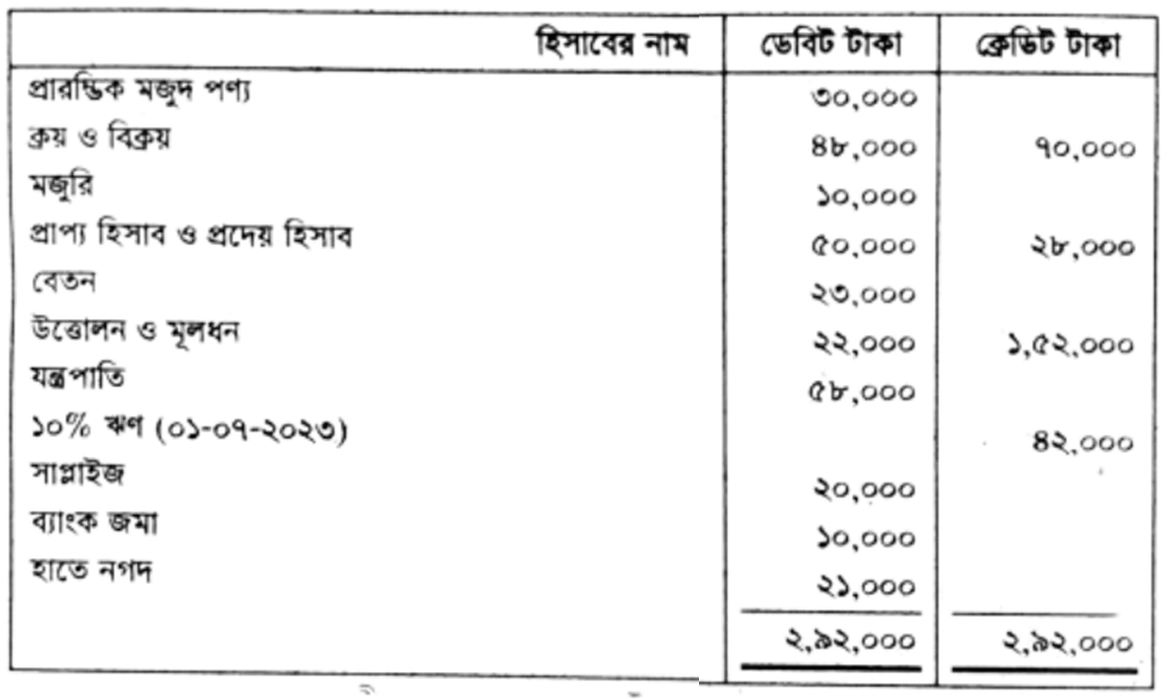 হিসাবের নাম ডেবিট টাকা ক্রেডিট টাকা
প্রারম্ভিক মজুদ পণ্য ৩০,০০০
ক্রয় ও বিক্রয় ৪৮,০০০ ৭০,০০০
মজুরি ১০,০০০
প্রাপ্য হিসাব ও প্রদেয় হিসাব ৫০,০০০ ২৮,০০০
বেতন ২৩,০০০
উত্তোলন ও মূলধন ২২,০০০ ১,৫২,০০০
যন্ত্রপাতি ৫৮,০০০
১০% ঋণ (০১-০৭-২০২৩) ৪২,০০০
সাপ্লাইজ ২০,০০০
ব্যাংক জমা ১০,০০০
হাতে নগদ ২১,০০০
২,৯২,০০০ ২,৯২,০০০